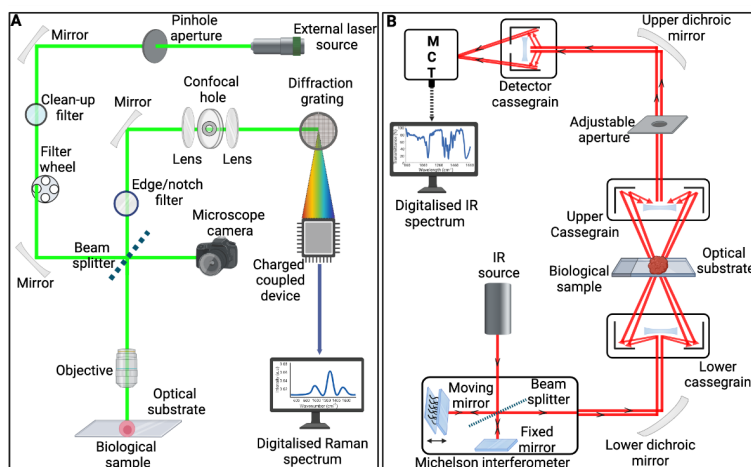 A
Mirror
Pinhole
aperture
External laser
source
Clean-up
filter
Mirror
Confocal
hole
Diffraction
grating
Filter
wheel
Lens
Lens
Edge/notch
filter
Microscope
camera
Beam
splitter
Mirror
Charged
coupled
device
Objective
Optical
substrate
Biological
sample
Wavenumber (cm⁻¹)
Digitalised Raman
spectrum
B
M
C
T
Upper dichroic
mirror
Detector
cassegrain
Adjustable
aperture
Digitalised IR
spectrum
Upper
Cassegrain
IR
source
Biological
sample
Optical
substrate
Moving
mirror
Beam
splitter
Lower
cassegrain
Fixed
mirror
Lower dichroic
mirror
Michelson interferometer